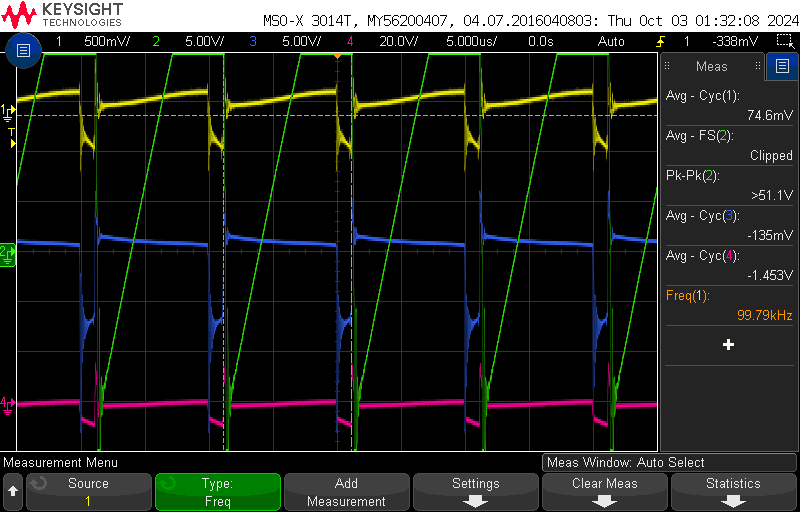 KEYSIGHT
TECHNOLOGIES
MSO-X 3014T, MY56200407, 04.07.2016040803: Thu Oct 03 01:32:08 2024
1 500mV/ 2 5.00V/ 3 5.00V/ 4 20.0V/ 5.000us/ 0.0s Auto 1 -338mV
Meas
Avg - Cyc(1):
74.6mV
Avg - FS(2):
Clipped
Pk-Pk(2):
>51.1V
Avg - Cyc(3):
-135mV
Avg - Cyc(4):
-1.453V
Freq(1):
99.79kHz
1
T
2
4
Measurement Menu
Meas Window: Auto Select
Source
1
Type:
Freq
Add
Measurement
Settings
Clear Meas
Statistics